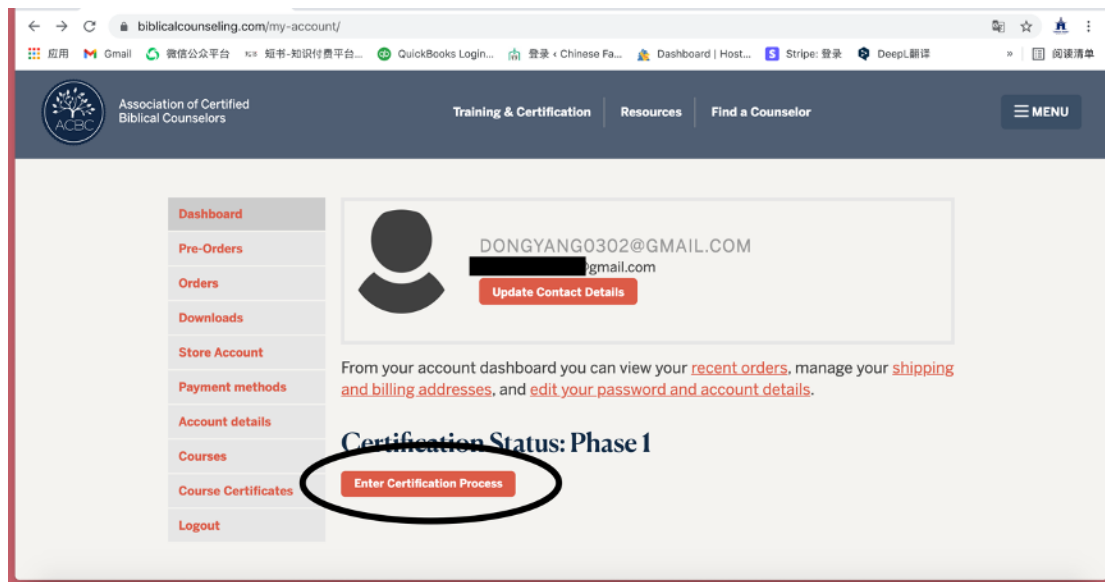 biblicalcounseling.com/my-account/
应用 Gmail 微信公众平台 短书-知识付费平台... QuickBooks Login... 登录 ‹ Chinese Fa... Dashboard | Host... Stripe: 登录 DeepL翻译 » 阅读清单
ACBC
Association of Certified
Biblical Counselors
Training & Certification Resources Find a Counselor MENU
Dashboard
Pre-Orders
Orders
Downloads
Store Account
Payment methods
Account details
Courses
Course Certificates
Logout
DONGYANG0302@GMAIL.COM
gmail.com
Update Contact Details
From your account dashboard you can view your recent orders, manage your shipping
and billing addresses, and edit your password and account details.
Certification Status: Phase 1
Enter Certification Process